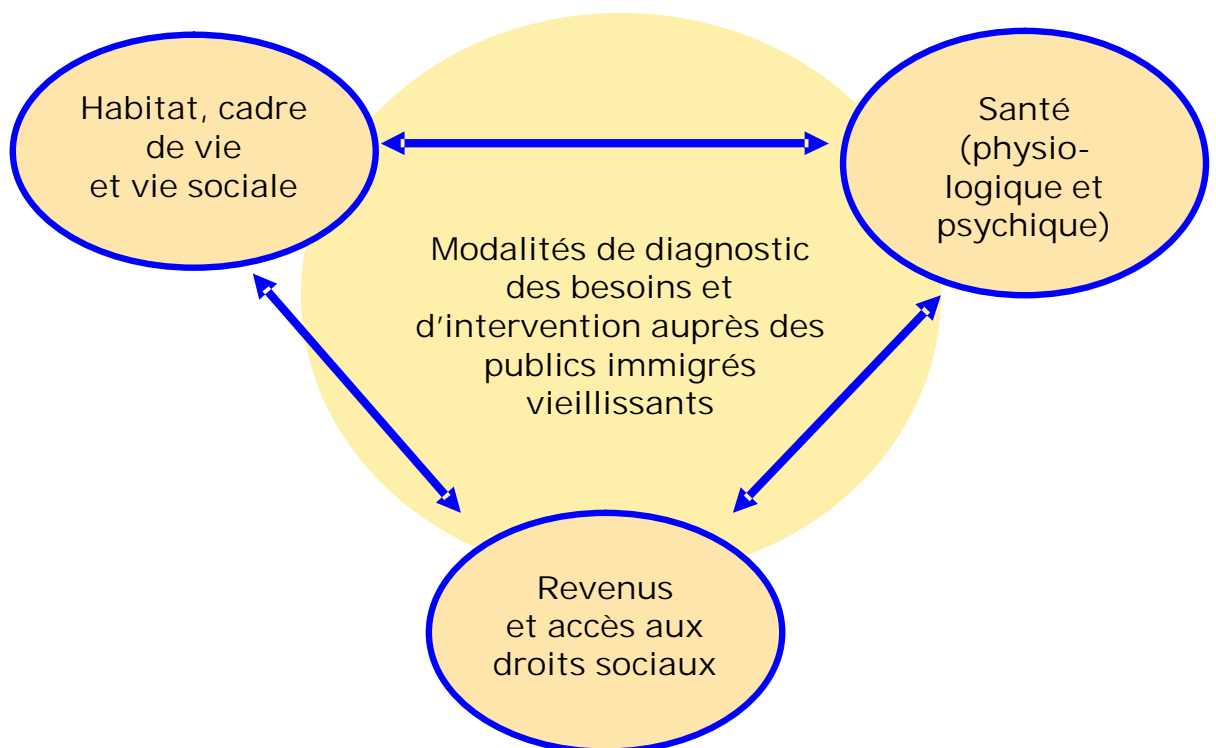 Habitat, cadre
de vie
et vie sociale
Santé
(physio-
logique et
psychique)
Modalités de diagnostic
des besoins et
d’intervention auprès des
publics immigrés
vieillissants
Revenus
et accès aux
droits sociaux